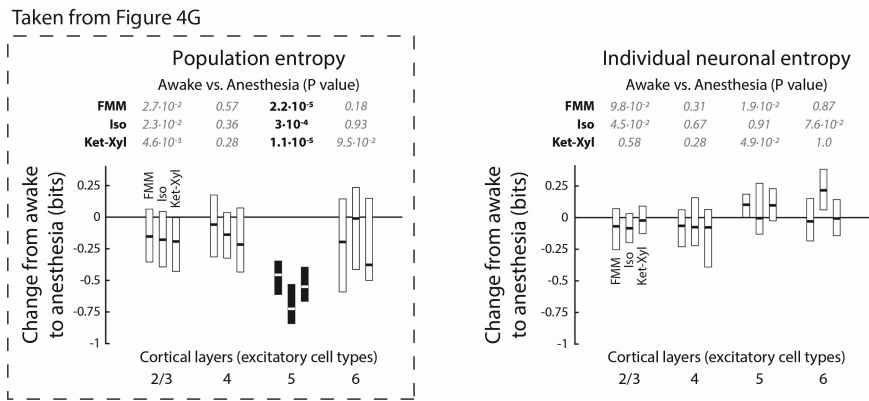 Taken from Figure 4G
Population entropy
Awake vs. Anesthesia (P value)
FMM 2.7·10⁻² 0.57 2.2·10⁻⁵ 0.18
Iso 2.3·10⁻² 0.36 3·10⁻⁴ 0.93
Ket-Xyl 4.6·10⁻³ 0.28 1.1·10⁻⁵ 9.5·10⁻²
Change from awake
to anesthesia (bits)
0.25
0
-0.25
-0.5
-0.75
-1
FMM
Iso
Ket-Xyl
Cortical layers (excitatory cell types)
2/3 4 5 6
Individual neuronal entropy
Awake vs. Anesthesia (P value)
FMM 9.8·10⁻² 0.31 1.9·10⁻² 0.87
Iso 4.5·10⁻² 0.67 0.91 7.6·10⁻²
Ket-Xyl 0.58 0.28 4.9·10⁻² 1.0
Change from awake
to anesthesia (bits)
0.25
0
-0.25
-0.5
-0.75
-1
FMM
Iso
Ket-Xyl
Cortical layers (excitatory cell types)
2/3 4 5 6